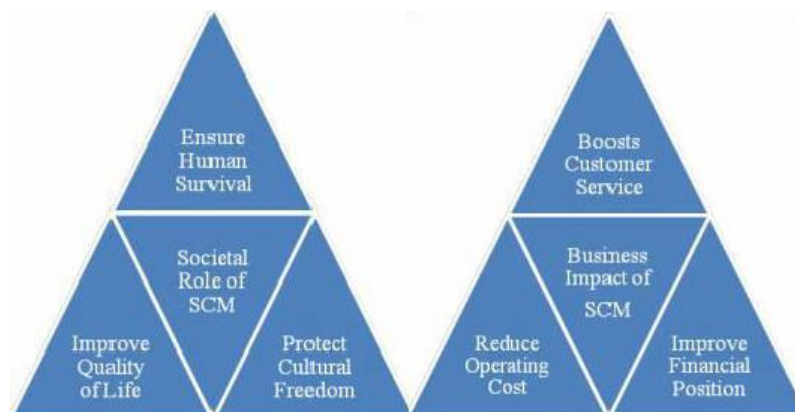 Ensure
Human
Survival
Societal
Role of
SCM
Improve
Quality
of Life
Protect
Cultural
Freedom
Boosts
Customer
Service
Business
Impact of
SCM
Reduce
Operating
Cost
Improve
Financial
Position